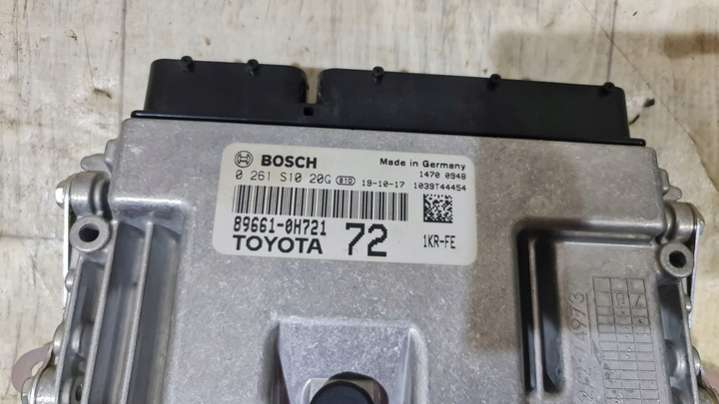 BOSCH
Made in Germany
1470 0948
0 261 S10 20G 19-10-17 1039T44454
89661-0H721
TOYOTA 72 1KR-FE